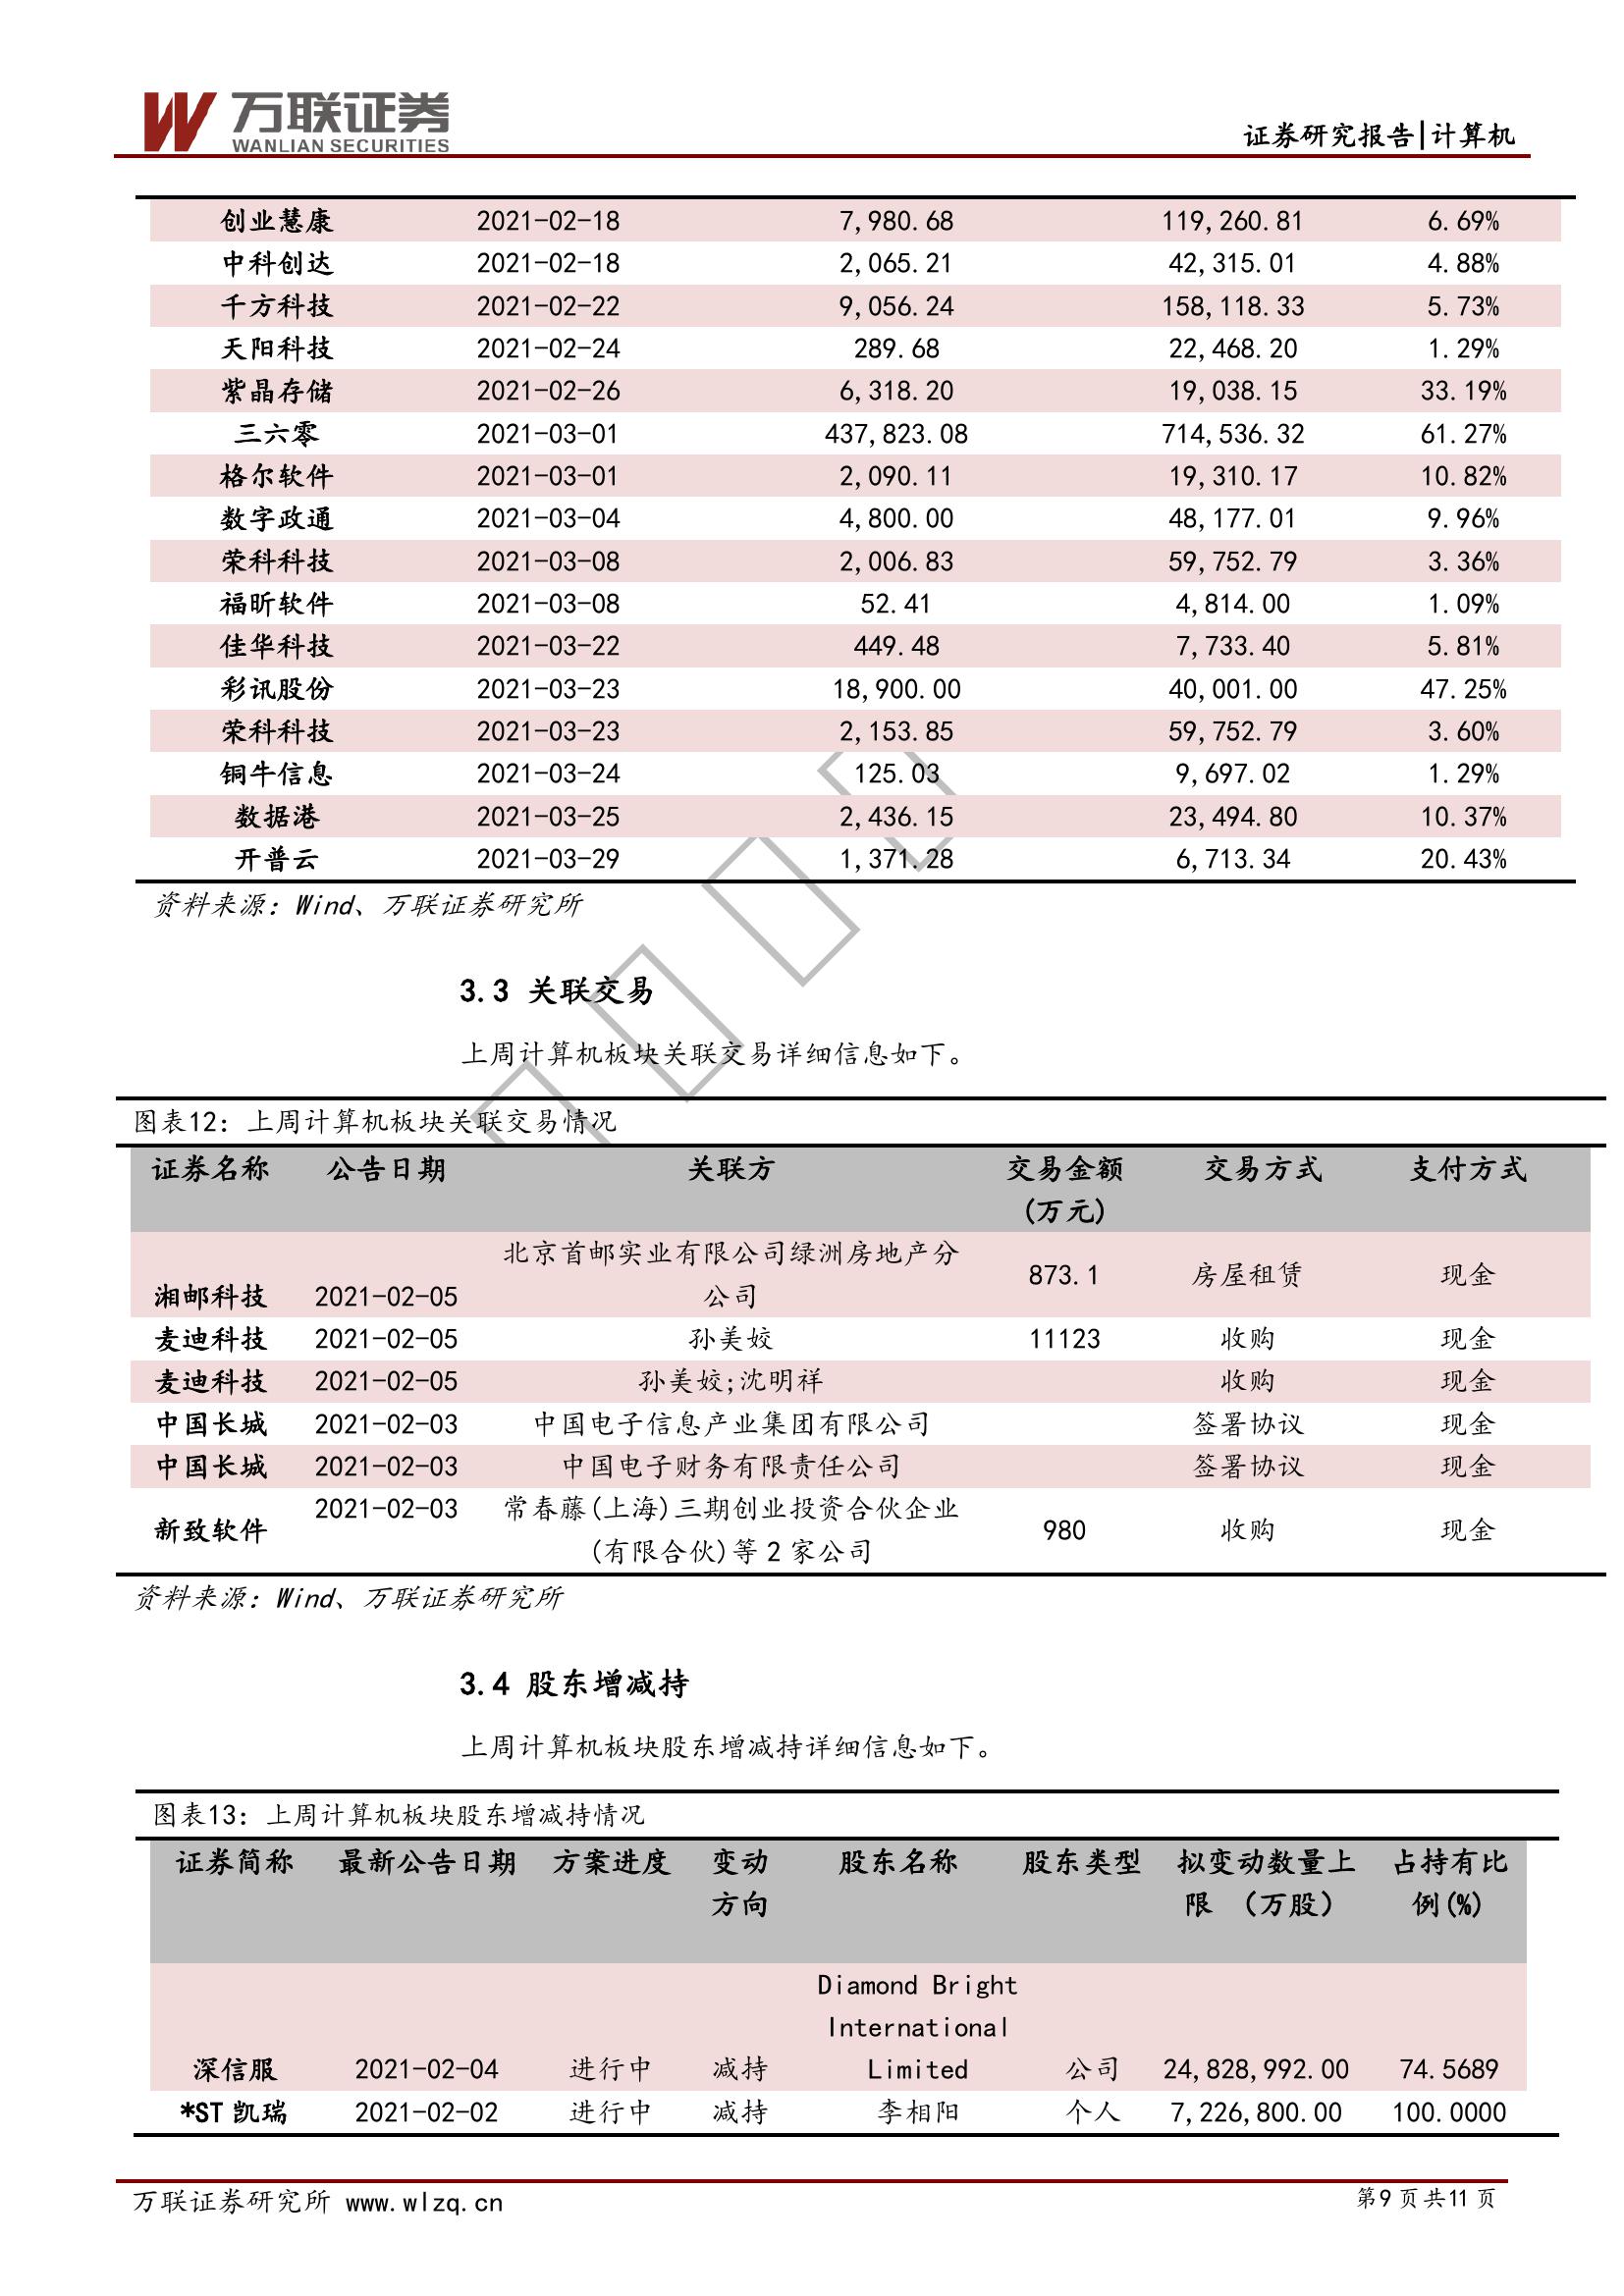 万联证券
WANLIAN SECURITIES
证券研究报告|计算机
创业慧康 2021-02-18 7,980.68 119,260.81 6.69%
中科创达 2021-02-18 2,065.21 42,315.01 4.88%
千方科技 2021-02-22 9,056.24 158,118.33 5.73%
天阳科技 2021-02-24 289.68 22,468.20 1.29%
紫晶存储 2021-02-26 6,318.20 19,038.15 33.19%
三六零 2021-03-01 437,823.08 714,536.32 61.27%
格尔软件 2021-03-01 2,090.11 19,310.17 10.82%
数字政通 2021-03-04 4,800.00 48,177.01 9.96%
荣科科技 2021-03-08 2,006.83 59,752.79 3.36%
福昕软件 2021-03-08 52.41 4,814.00 1.09%
佳华科技 2021-03-22 449.48 7,733.40 5.81%
彩讯股份 2021-03-23 18,900.00 40,001.00 47.25%
荣科科技 2021-03-23 2,153.85 59,752.79 3.60%
铜牛信息 2021-03-24 125.03 9,697.02 1.29%
数据港 2021-03-25 2,436.15 23,494.80 10.37%
开普云 2021-03-29 1,371.28 6,713.34 20.43%
资料来源：Wind、万联证券研究所
3.3 关联交易
上周计算机板块关联交易详细信息如下。
图表12：上周计算机板块关联交易情况
证券名称 公告日期 关联方 交易金额 交易方式 支付方式
(万元)
北京首邮实业有限公司绿洲房地产分
873.1 房屋租赁 现金
湘邮科技 2021-02-05 公司
麦迪科技 2021-02-05 孙美姣 11123 收购 现金
麦迪科技 2021-02-05 孙美姣;沈明祥 收购 现金
中国长城 2021-02-03 中国电子信息产业集团有限公司 签署协议 现金
中国长城 2021-02-03 中国电子财务有限责任公司 签署协议 现金
2021-02-03 常春藤(上海)三期创业投资合伙企业
新致软件 980 收购 现金
(有限合伙)等 2 家公司
资料来源：Wind、万联证券研究所
3.4 股东增减持
上周计算机板块股东增减持详细信息如下。
图表13：上周计算机板块股东增减持情况
证券简称 最新公告日期 方案进度 变动 股东名称 股东类型 拟变动数量上 占持有比
方向 限 （万股） 例(%)
Diamond Bright
International
深信服 2021-02-04 进行中 减持 Limited 公司 24,828,992.00 74.5689
*ST 凯瑞 2021-02-02 进行中 减持 李相阳 个人 7,226,800.00 100.0000
万联证券研究所 www.wlzq.cn 第9 页 共11 页